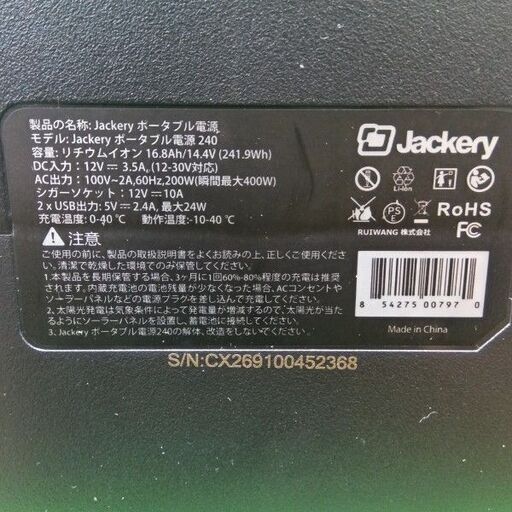 製品の名称: Jackery ポータブル電源
モデル: Jackery ポータブル電源 240
容量: リチウムイオン 16.8Ah/14.4V (241.9Wh)
DC入力: 12V⎓3.5A,(12-30V対応)
AC出力: 100V~2A,60Hz,200W(瞬間最大400W)
シガーソケット: 12V⎓10A
2 x USB出力: 5V⎓2.4A, 最大24W
充電温度: 0-40 ℃ 動作温度: -10-40 ℃
注意
ご使用の前に、製品の取扱説明書をよくお読みの上、正しくご使用ください。清潔で乾燥した環境でのみ保管してください。
1.本製品を長期保管する場合、3ヶ月に1回60%-80%程度の充電は推奨されます。内蔵充電池の電池残量が少なくなった場合、ACコンセントやソーラーパネルなどの電源プラグを差し込んで充電してください。
2.太陽光発電は気象条件によって発電量が増減するので、太陽光が当たるようにソーラーパネルを設置し、蓄電池に接続してください。
3. Jackery ポータブル電源240の解体、改造をしないでください。
Jackery
Li-ion
PS
E
RoHS
RUIWANG 株式会社
FC
8 54275 00797 0
Made in China
S/N:CX269100452368